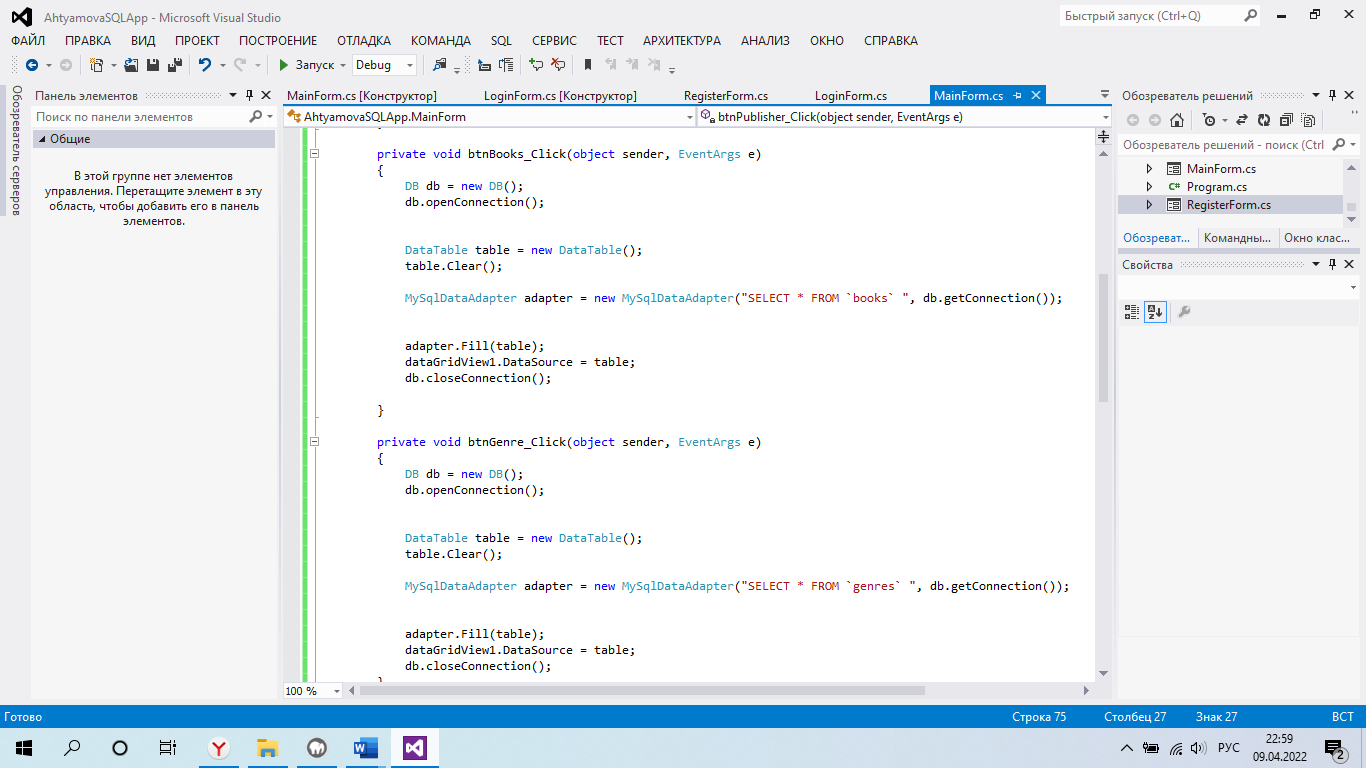 AhtyamovaSQLApp - Microsoft Visual Studio
Быстрый запуск (Ctrl+Q)
ФАЙЛ ПРАВКА ВИД ПРОЕКТ ПОСТРОЕНИЕ ОТЛАДКА КОМАНДА SQL СЕРВИС ТЕСТ АРХИТЕКТУРА АНАЛИЗ ОКНО СПРАВКА
Запуск Debug
Обозреватель серверов
Панель элементов
Поиск по панели элементов
Общие
В этой группе нет элементов
управления. Перетащите элемент в эту
область, чтобы добавить его в панель
элементов.
MainForm.cs [Конструктор] LoginForm.cs [Конструктор] RegisterForm.cs LoginForm.cs MainForm.cs
AhtyamovaSQLApp.MainForm btnPublisher_Click(object sender, EventArgs e)
private void btnBooks_Click(object sender, EventArgs e)
{
DB db = new DB();
db.openConnection();
DataTable table = new DataTable();
table.Clear();
MySqlDataAdapter adapter = new MySqlDataAdapter("SELECT * FROM `books` ", db.getConnection());
adapter.Fill(table);
dataGridView1.DataSource = table;
db.closeConnection();
}
private void btnGenre_Click(object sender, EventArgs e)
{
DB db = new DB();
db.openConnection();
DataTable table = new DataTable();
table.Clear();
MySqlDataAdapter adapter = new MySqlDataAdapter("SELECT * FROM `genres` ", db.getConnection());
adapter.Fill(table);
dataGridView1.DataSource = table;
db.closeConnection();
}
100 %
Обозреватель решений
Обозреватель решений - поиск (Ctrl
MainForm.cs
C# Program.cs
RegisterForm.cs
Обозреват... Командны... Окно клас...
Свойства
Готово Строка 75 Столбец 27 Знак 27 ВСТ
РУС
22:59
09.04.2022
2